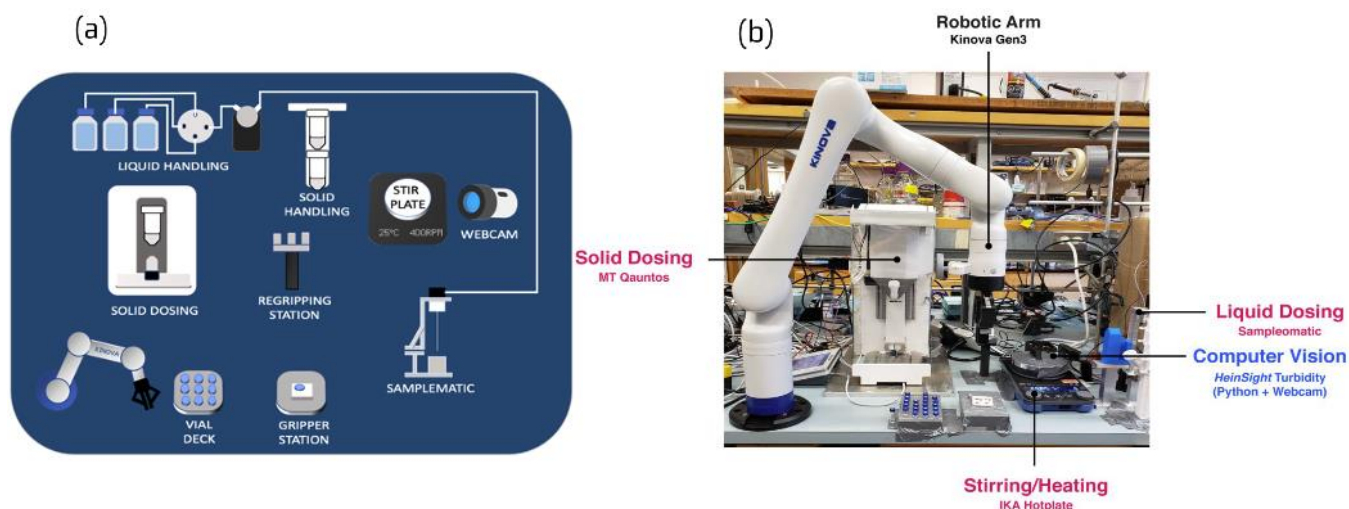 (a)
LIQUID HANDLING
SOLID
HANDLING
STIR
PLATE
25°C 400RPM
WEBCAM
SOLID DOSING
REGRIPPING
STATION
SAMPLEMATIC
KINOVA
VIAL
DECK
GRIPPER
STATION
(b)
Robotic Arm
Kinova Gen3
KINOVA
Solid Dosing
MT Qauntos
Liquid Dosing
Sampleomatic
Computer Vision
HeinSight Turbidity
(Python + Webcam)
Stirring/Heating
IKA Hotplate